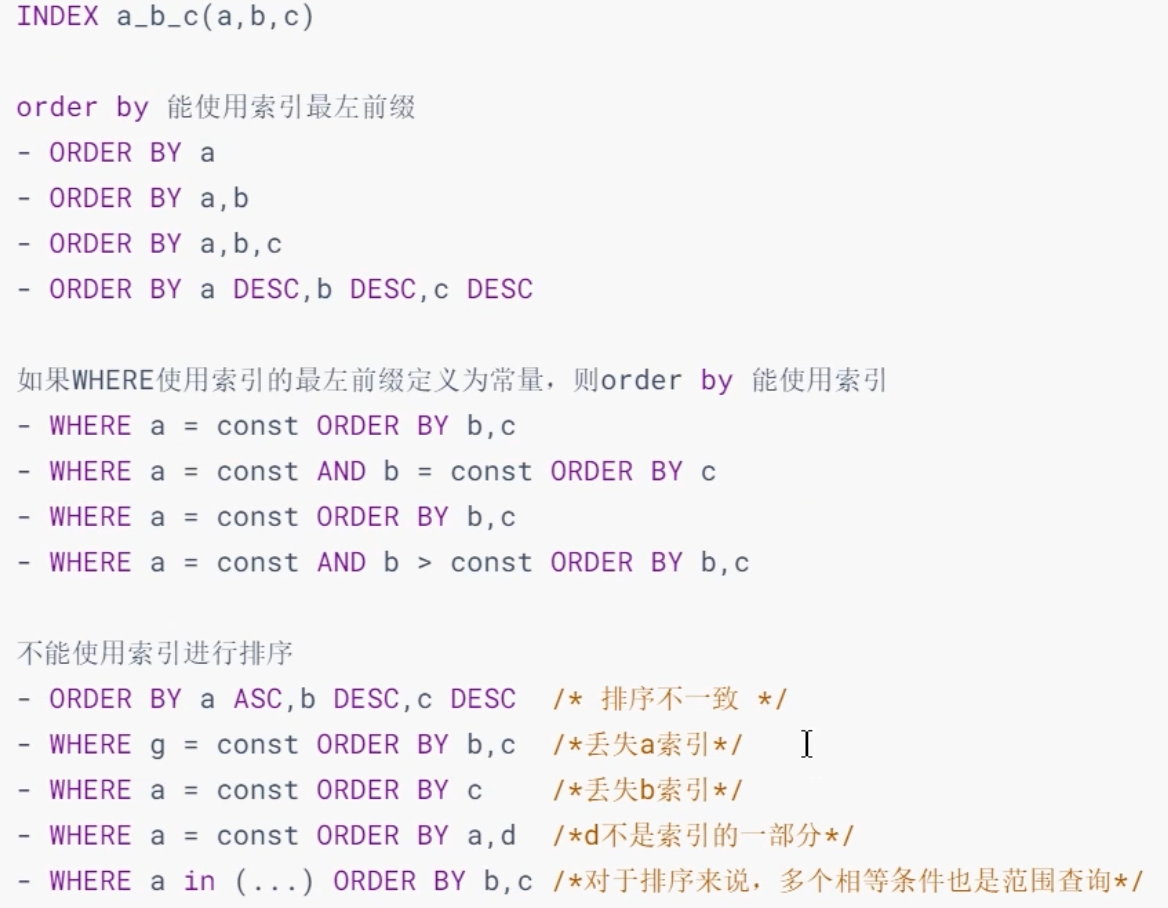 INDEX a_b_c(a,b,c)
order by 能使用索引最左前缀
- ORDER BY a
- ORDER BY a,b
- ORDER BY a,b,c
- ORDER BY a DESC,b DESC,c DESC
如果WHERE使用索引的最左前缀定义为常量，则order by 能使用索引
- WHERE a = const ORDER BY b,c
- WHERE a = const AND b = const ORDER BY c
- WHERE a = const ORDER BY b,c
- WHERE a = const AND b > const ORDER BY b,c
不能使用索引进行排序
- ORDER BY a ASC,b DESC,c DESC /* 排序不一致 */
- WHERE g = const ORDER BY b,c /*丢失a索引*/
- WHERE a = const ORDER BY c /*丢失b索引*/
- WHERE a = const ORDER BY a,d /*d不是索引的一部分*/
- WHERE a in (...) ORDER BY b,c /*对于排序来说，多个相等条件也是范围查询*/